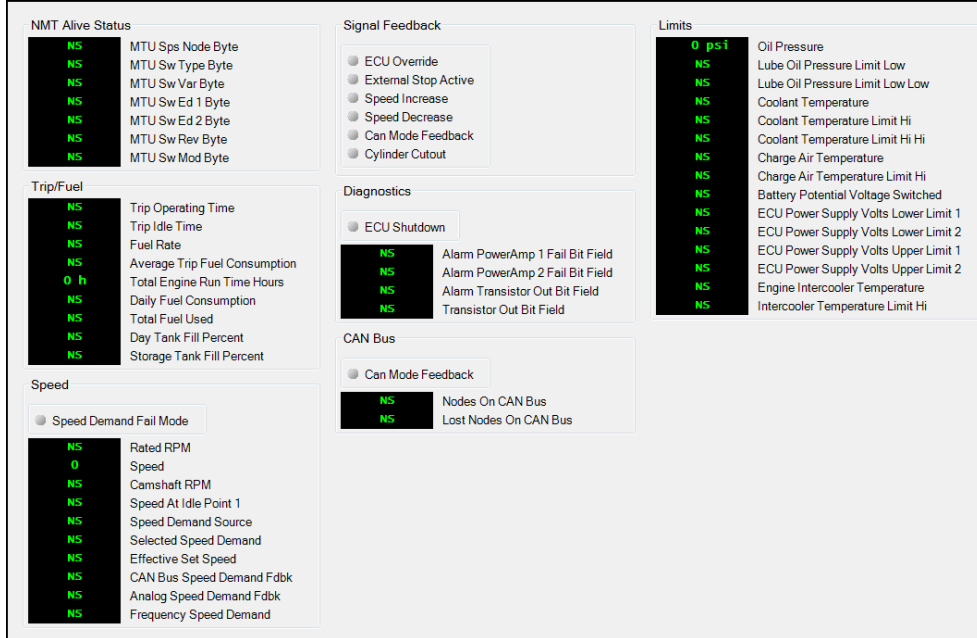 NMT Alive Status
NS MTU Sps Node Byte
NS MTU Sw Type Byte
NS MTU Sw Var Byte
NS MTU Sw Ed 1 Byte
NS MTU Sw Ed 2 Byte
NS MTU Sw Rev Byte
NS MTU Sw Mod Byte
Trip/Fuel
NS Trip Operating Time
NS Trip Idle Time
NS Fuel Rate
NS Average Trip Fuel Consumption
0 h Total Engine Run Time Hours
NS Daily Fuel Consumption
NS Total Fuel Used
NS Day Tank Fill Percent
NS Storage Tank Fill Percent
Speed
Speed Demand Fail Mode
NS Rated RPM
0 Speed
NS Camshaft RPM
NS Speed At Idle Point 1
NS Speed Demand Source
NS Selected Speed Demand
NS Effective Set Speed
NS CAN Bus Speed Demand Fdbk
NS Analog Speed Demand Fdbk
NS Frequency Speed Demand
Signal Feedback
ECU Override
External Stop Active
Speed Increase
Speed Decrease
Can Mode Feedback
Cylinder Cutout
Diagnostics
ECU Shutdown
NS Alarm PowerAmp 1 Fail Bit Field
NS Alarm PowerAmp 2 Fail Bit Field
NS Alarm Transistor Out Bit Field
NS Transistor Out Bit Field
CAN Bus
Can Mode Feedback
NS Nodes On CAN Bus
NS Lost Nodes On CAN Bus
Limits
0 psi Oil Pressure
NS Lube Oil Pressure Limit Low
NS Lube Oil Pressure Limit Low Low
NS Coolant Temperature
NS Coolant Temperature Limit Hi
NS Coolant Temperature Limit Hi Hi
NS Charge Air Temperature
NS Charge Air Temperature Limit Hi
NS Battery Potential Voltage Switched
NS ECU Power Supply Volts Lower Limit 1
NS ECU Power Supply Volts Lower Limit 2
NS ECU Power Supply Volts Upper Limit 1
NS ECU Power Supply Volts Upper Limit 2
NS Engine Intercooler Temperature
NS Intercooler Temperature Limit Hi